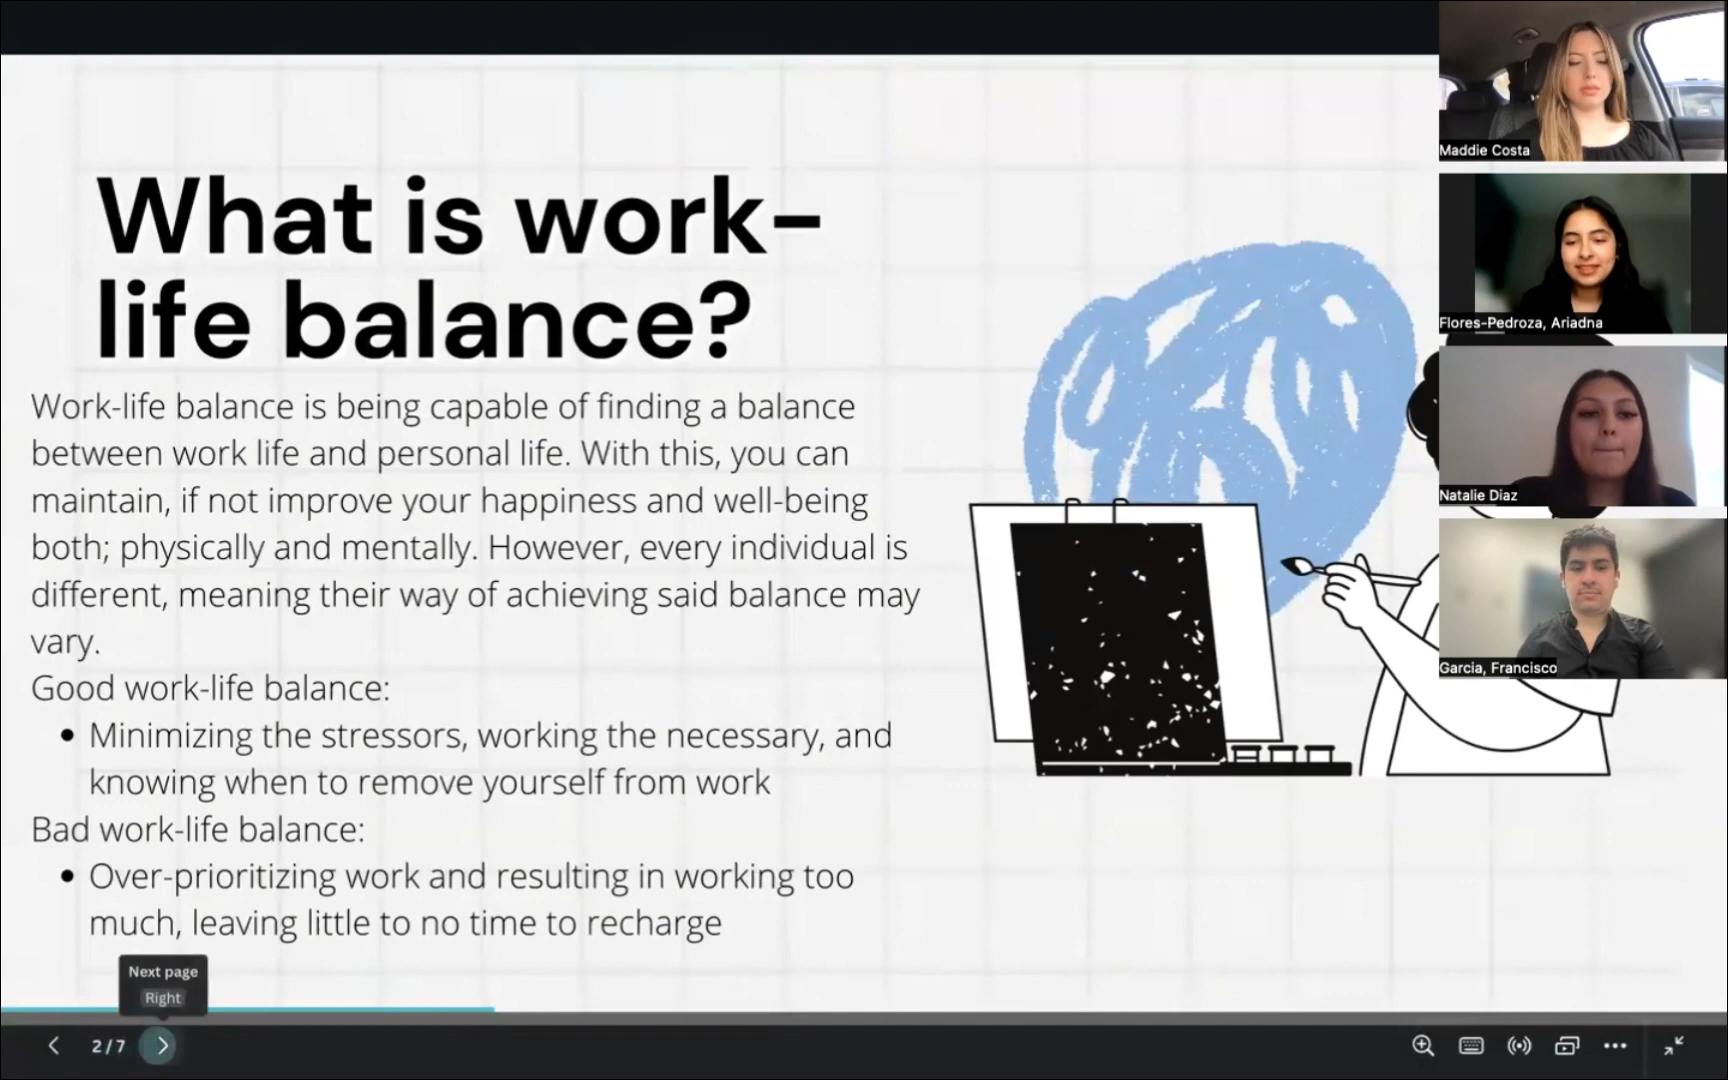 What is work-
life balance?
Work-life balance is being capable of finding a balance
between work life and personal life. With this, you can
maintain, if not improve your happiness and well-being
both; physically and mentally. However, every individual is
different, meaning their way of achieving said balance may
vary.
Good work-life balance:
• Minimizing the stressors, working the necessary, and
knowing when to remove yourself from work
Bad work-life balance:
• Over-prioritizing work and resulting in working too
much, leaving little to no time to recharge
Next page
Right
2/7
Maddie Costa
Flores-Pedroza, Ariadna
Natalie Diaz
Garcia, Francisco